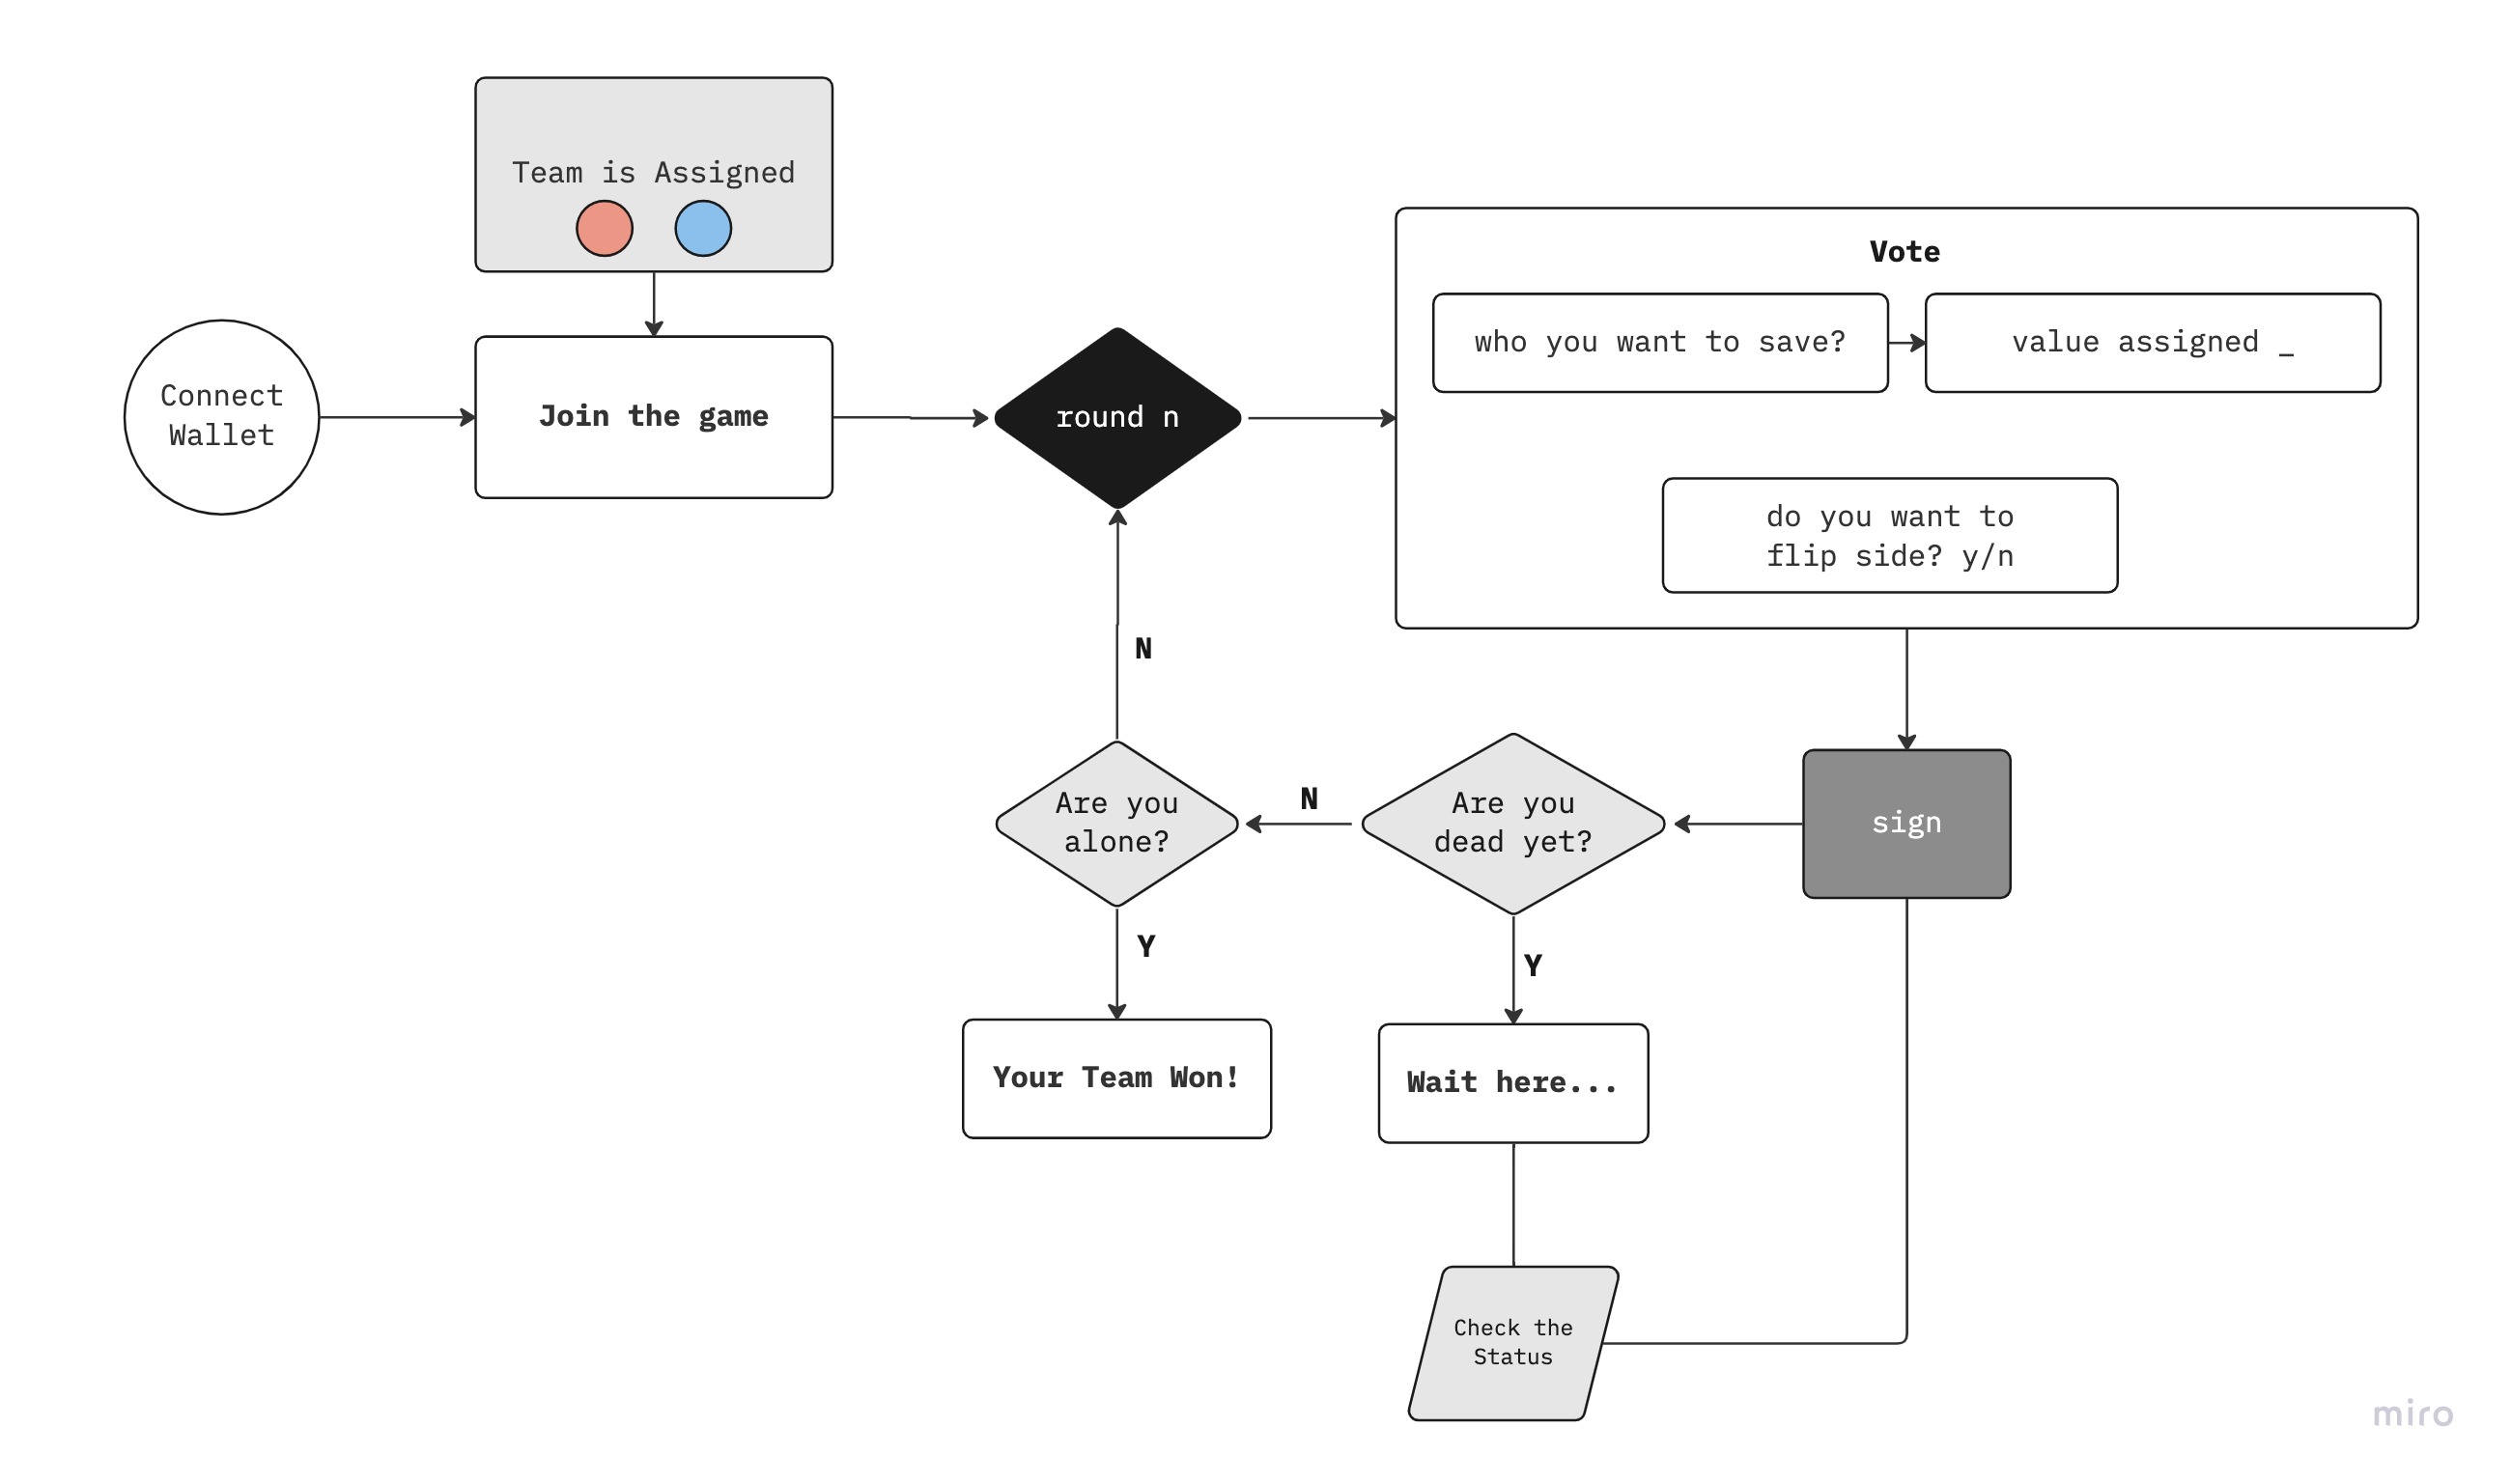 Team is Assigned
Connect
Wallet
Join the game
round n
Vote
who you want to save?
value assigned _
do you want to
flip side? y/n
N
Are you
alone?
N
Are you
dead yet?
sign
Y
Y
Your Team Won!
Wait here...
Check the
Status
miro